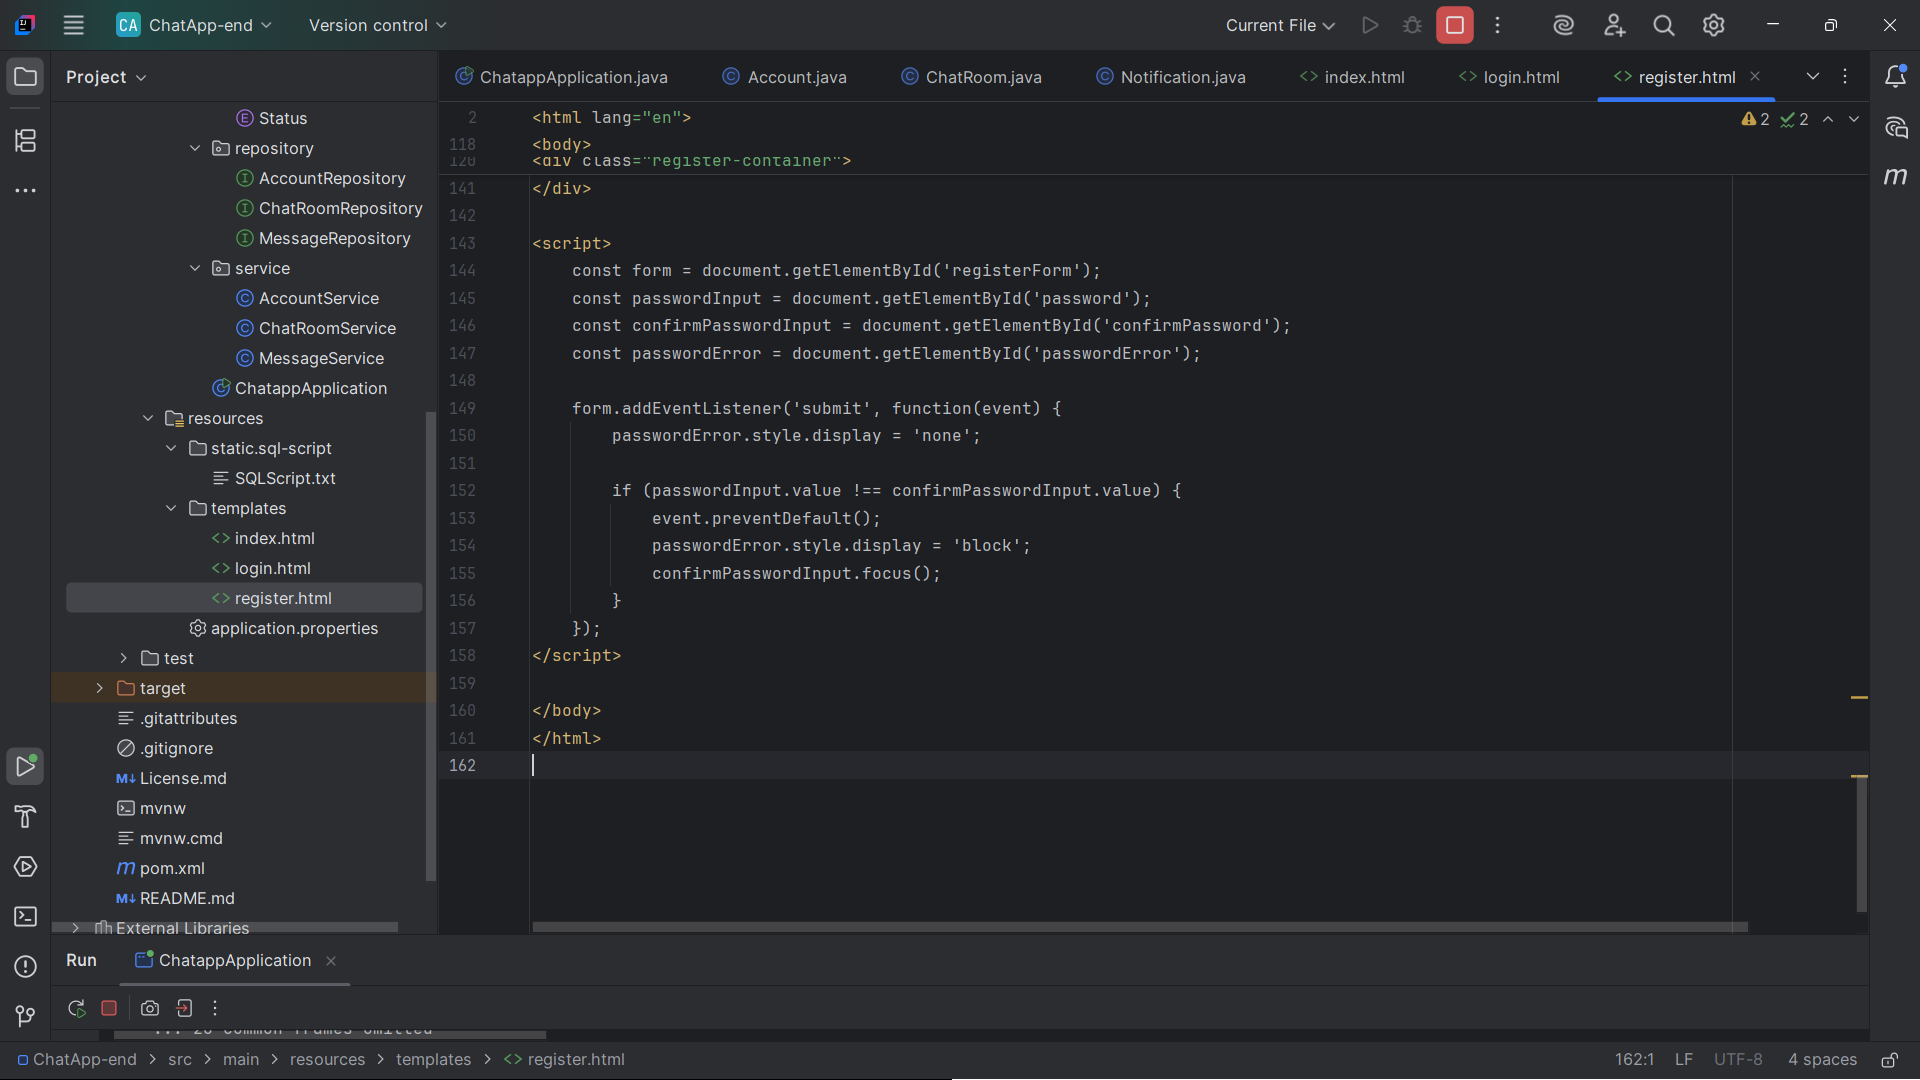 CA ChatApp-end Version control Current File
Project
ChatappApplication.java Account.java ChatRoom.java Notification.java index.html login.html register.html
Status
repository
AccountRepository
ChatRoomRepository
MessageRepository
service
AccountService
ChatRoomService
MessageService
ChatappApplication
resources
static.sql-script
SQLScript.txt
templates
index.html
login.html
register.html
application.properties
test
target
.gitattributes
.gitignore
License.md
mvnw
mvnw.cmd
pom.xml
README.md
External Libraries
2 <html lang="en">
2 2
118 <body>
120 <div class="register-container">
141 </div>
142
143 <script>
144 const form = document.getElementById('registerForm');
145 const passwordInput = document.getElementById('password');
146 const confirmPasswordInput = document.getElementById('confirmPassword');
147 const passwordError = document.getElementById('passwordError');
148
149 form.addEventListener('submit', function(event) {
150 passwordError.style.display = 'none';
151
152 if (passwordInput.value !== confirmPasswordInput.value) {
153 event.preventDefault();
154 passwordError.style.display = 'block';
155 confirmPasswordInput.focus();
156 }
157 });
158 </script>
159
160 </body>
161 </html>
162
Run ChatappApplication
common frames omitted
ChatApp-end > src > main > resources > templates > register.html
162:1 LF UTF-8 4 spaces